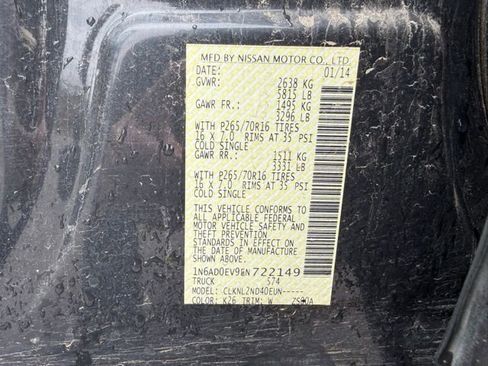 MFD BY NISSAN MOTOR CO., LTD.
DATE: 01/14
GVWR: 2638 KG
5815 LB
GAWR FR.: 1495 KG
3296 LB
WITH P265/70R16 TIRES
16 X 7.0 RIMS AT 35 PSI
COLD SINGLE
GAWR RR.: 1511 KG
3331 LB
WITH P265/70R16 TIRES
16 X 7.0 RIMS AT 35 PSI
COLD SINGLE
THIS VEHICLE CONFORMS TO
ALL APPLICABLE FEDERAL
MOTOR VEHICLE SAFETY AND
THEFT PREVENTION
STANDARDS IN EFFECT ON
THE DATE OF MANUFACTURE
SHOWN ABOVE.
1N6AD0EV9EN722149
TRUCK 574
MODEL: CLKNL2ND40EUN-----
COLOR: K26 TRIM: W